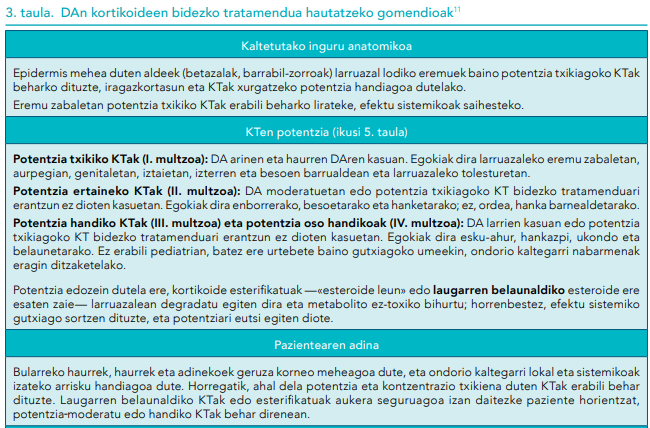 3. taula. DAn kortikoideen bidezko tratamendua hautatzeko gomendioak11
Kaltetutako inguru anatomikoa
Epidermis mehea duten aldeek (betazalak, barrabil-zorroak) larruazal lodiko eremuek baino potentzia txikiagoko KTak
beharko dituzte, iragazkortasun eta KTak xurgatzeko potentzia handiagoa dutelako.
Eremu zabaletan potentzia txikiko KTak erabili beharko lirateke, efektu sistemikoak saihesteko.
KTen potentzia (ikusi 5. taula)
Potentzia txikiko KTak (I. multzoa): DA arinen eta haurren DAren kasuan. Egokiak dira larruazaleko eremu zabaletan,
aurpegian, genitaletan, iztaietan, izterren eta besoen barrualdean eta larruazaleko tolesturetan.
Potentzia ertaineko KTak (II. multzoa): DA moderatuetan edo potentzia txikiagoko KT bidezko tratamenduari
erantzun ez dioten kasuetan. Egokiak dira enborrerako, besoetarako eta hanketarako; ez, ordea, hanka barnealdetarako.
Potentzia handiko KTak (III. multzoa) eta potentzia oso handikoak (IV. multzoa): DA larrien kasuan edo potentzia
txikiagoko KT bidezko tratamenduari erantzun ez dioten kasuetan. Egokiak dira esku-ahur, hankazpi, ukondo eta
belaunetarako. Ez erabili pediatrian, batez ere urtebete baino gutxiagoko umeekin, ondorio kaltegarri nabarmenak
eragin ditzaketelako.
Potentzia edozein dutela ere, kortikoide esterifikatuak —«esteroide leun» edo laugarren belaunaldiko esteroide ere
esaten zaie— larruazalean degradatu egiten dira eta metabolito ez-toxiko bihurtu; horrenbestez, efektu sistemiko
gutxiago sortzen dituzte, eta potentziari eutsi egiten diote.
Pazientearen adina
Bularreko haurrek, haurrek eta adinekoek geruza korneo meheagoa dute, eta ondorio kaltegarri lokal eta sistemikoak
izateko arrisku handiagoa dute. Horregatik, ahal dela potentzia eta kontzentrazio txikiena duten KTak erabili behar
dituzte. Laugarren belaunaldiko KTak edo esterifikatuak aukera seguruagoa izan daitezke paziente horientzat,
potentzia-moderatu edo handiko KTak behar direnean.